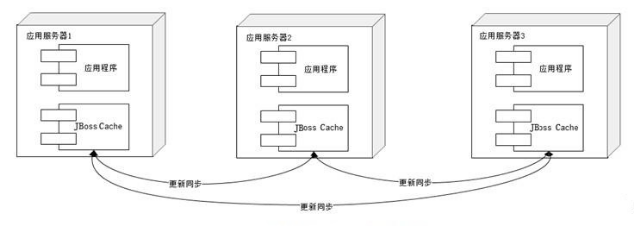 应用服务器1
应用程序
JBoss Cache
应用服务器2
应用程序
JBoss Cache
应用服务器3
应用程序
JBoss Cache
更新同步
更新同步
更新同步